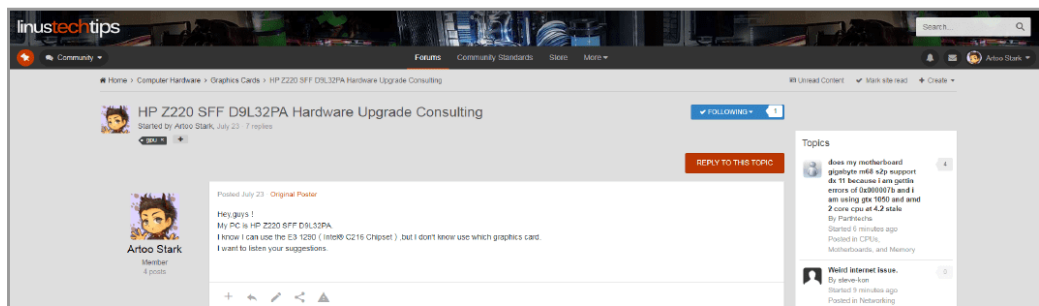 linustechtips
Search...
Community
Forums Community Standards Store More
Artoo Stark
Home > Computer Hardware > Graphics Cards > HP Z220 SFF D9L32PA Hardware Upgrade Consulting
Unread Content Mark site read Create
HP Z220 SFF D9L32PA Hardware Upgrade Consulting
Started by Artoo Stark, July 23 · 7 replies
gpu ×
FOLLOWING 1
REPLY TO THIS TOPIC
Artoo Stark
Member
4 posts
Posted July 23 Original Poster
Hey,guys !
My PC is HP Z220 SFF D9L32PA.
I know I can use the E3 1290 ( Intel® C216 Chipset ) ,but I don't know use which graphics card.
I want to listen your suggestions.
Topics
does my motherboard
gigabyte m68 s2p support
dx 11 because i am gettin
errors of 0x000007b and i
am using gtx 1050 and amd
2 core cpu at 4.2 stale
By Parthtechs
Started 6 minutes ago
Posted in CPUs,
Motherboards, and Memory
4
Weird internet issue.
By steve-kon
Started 9 minutes ago
Posted in Networking
0